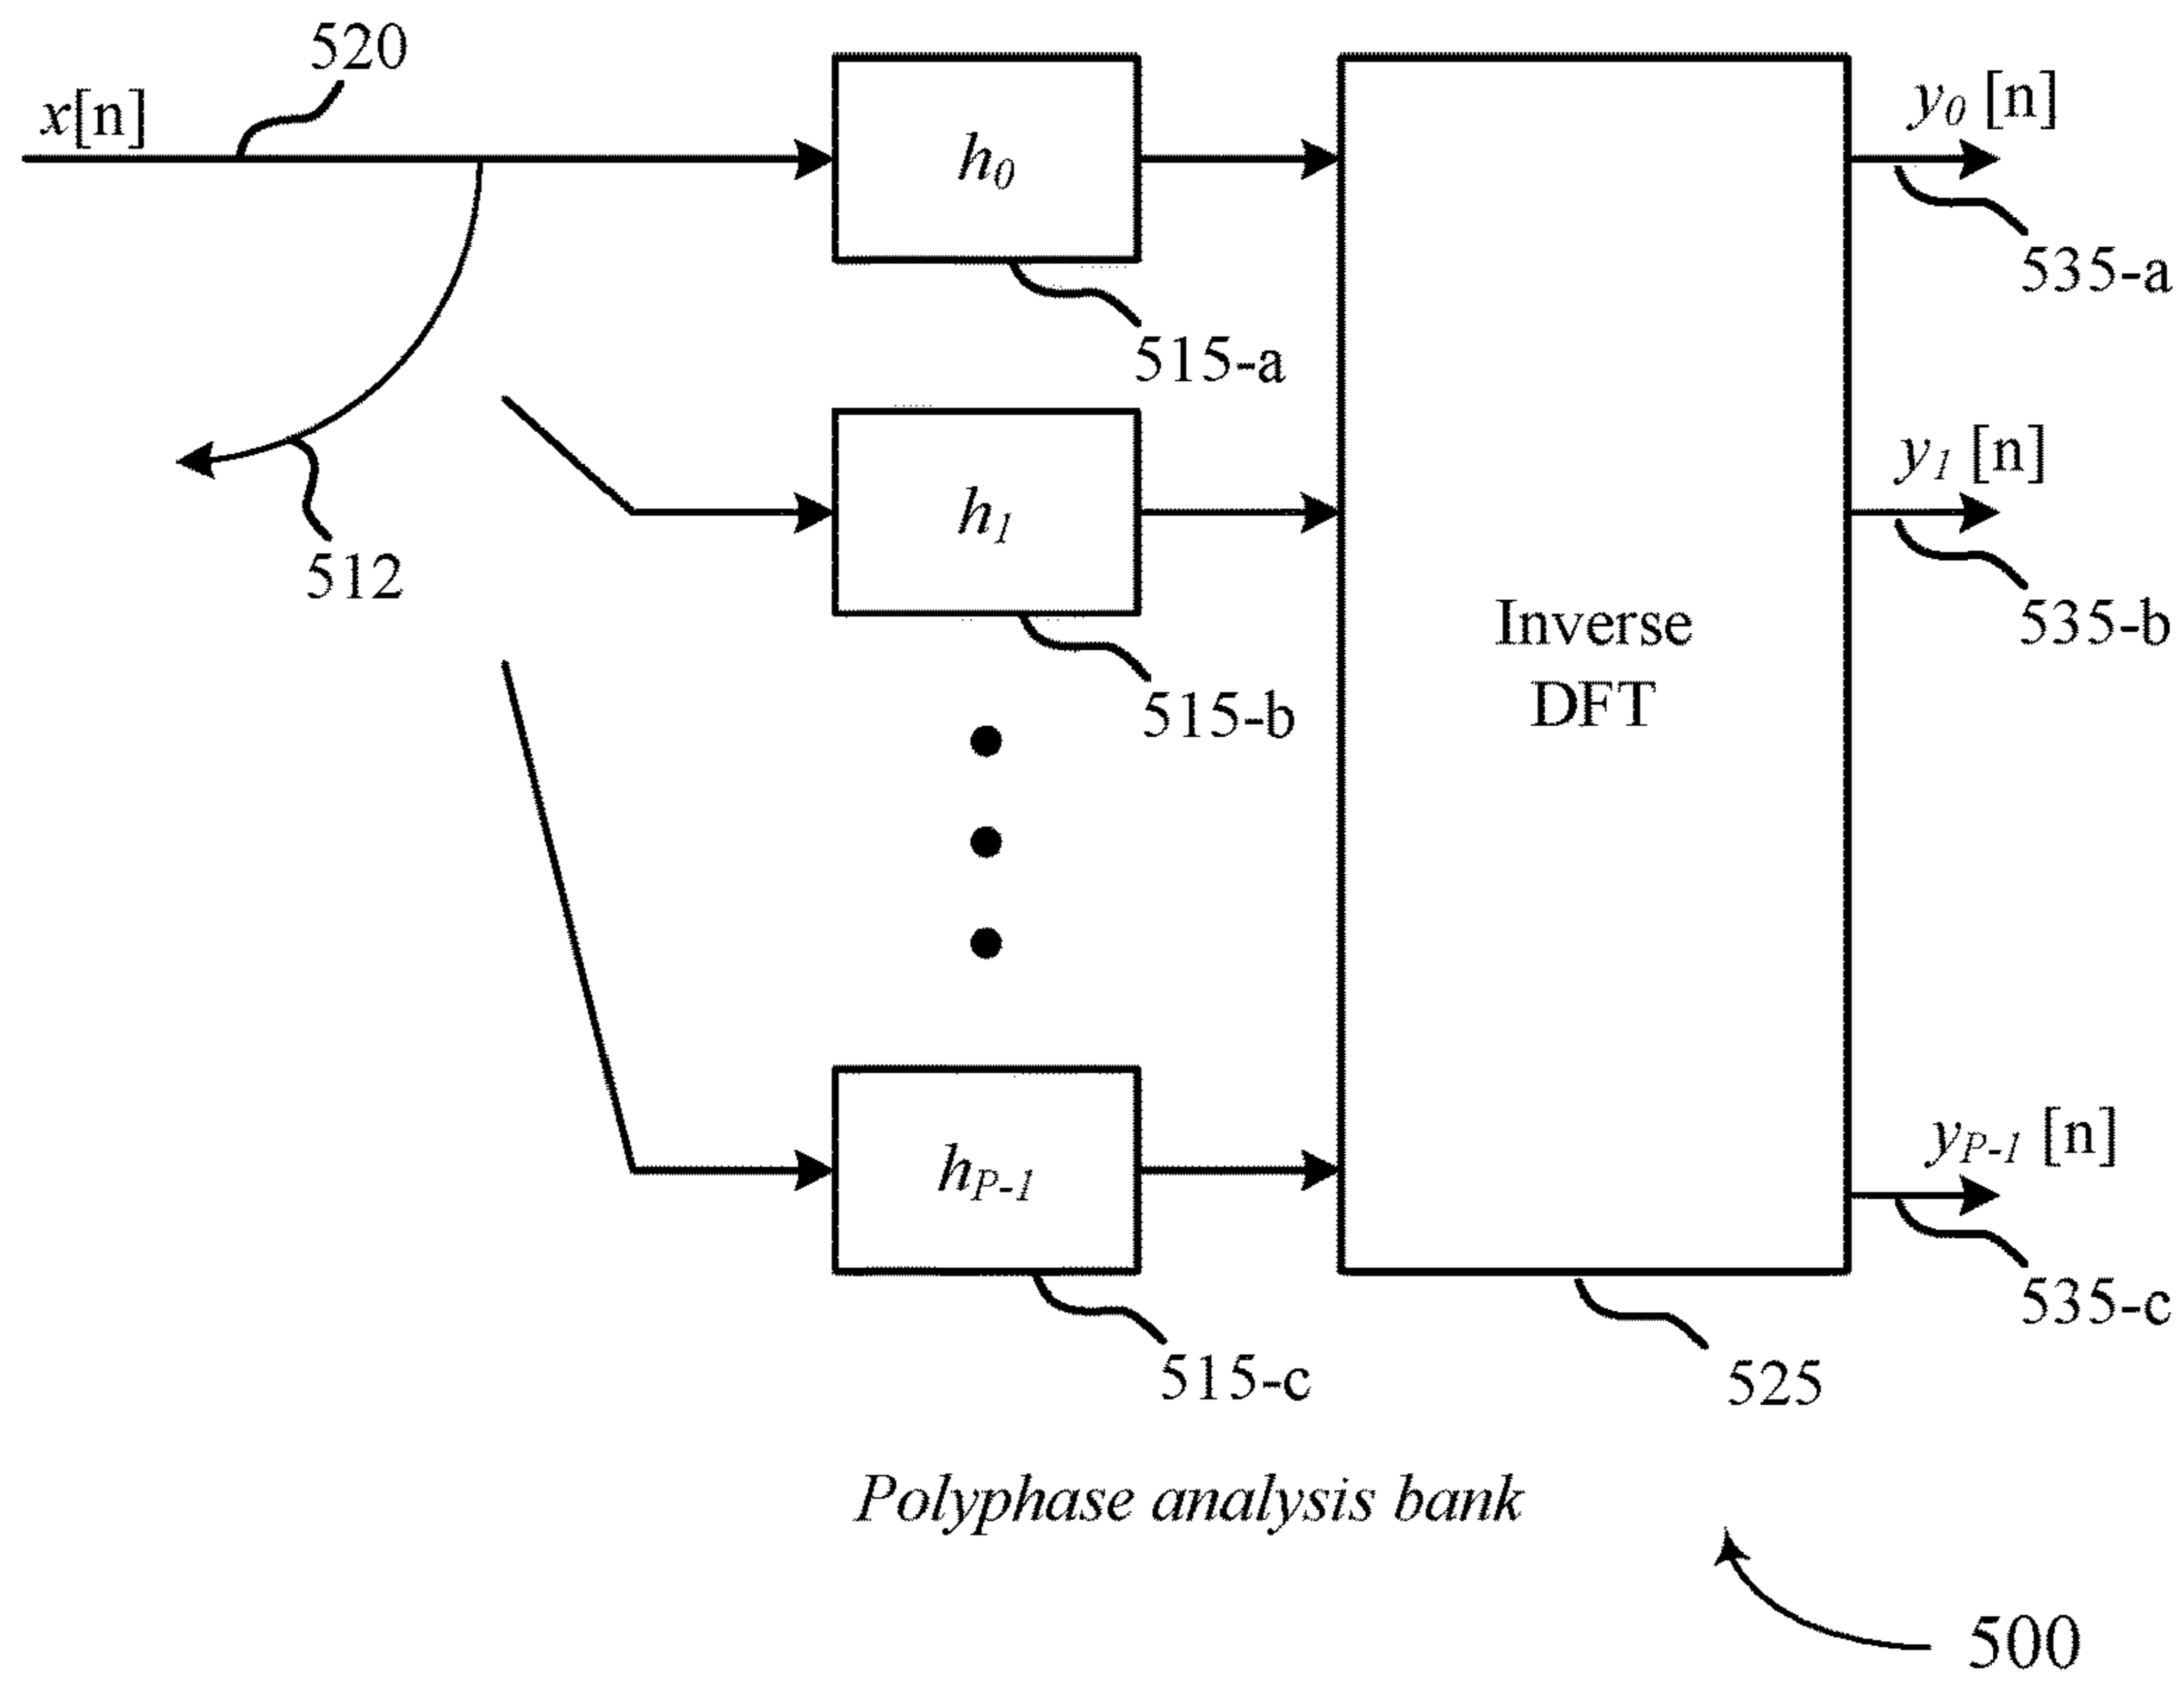 520
x[n]
h0
y0 [n]
535-a
515-a
512
h1
y1 [n]
535-b
515-b
Inverse
DFT
hP-1
yP-1 [n]
535-c
515-c
525
Polyphase analysis bank
500